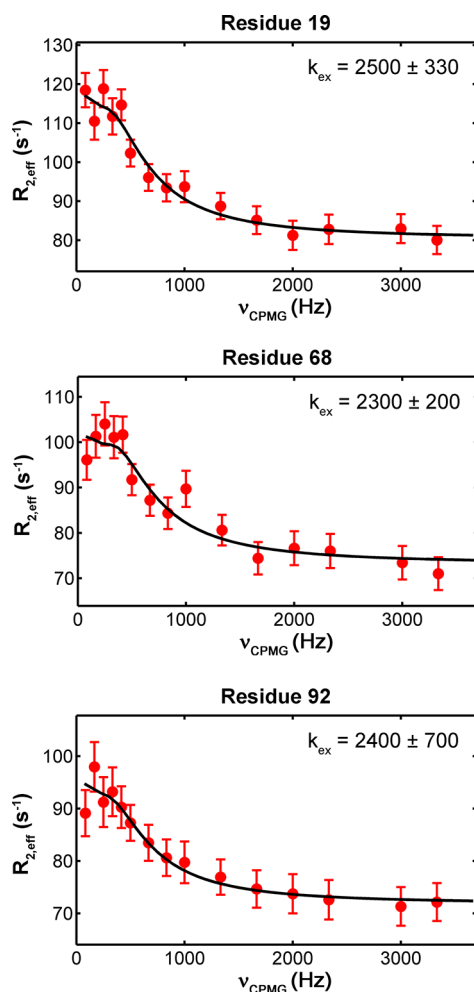 Residue 19
k_ex = 2500 ± 330
130
120
110
100
90
80
R_2,eff (s⁻¹)
0 1000 2000 3000
ν_CPMG (Hz)
Residue 68
k_ex = 2300 ± 200
110
100
90
80
70
R_2,eff (s⁻¹)
0 1000 2000 3000
ν_CPMG (Hz)
Residue 92
k_ex = 2400 ± 700
100
90
80
70
R_2,eff (s⁻¹)
0 1000 2000 3000
ν_CPMG (Hz)